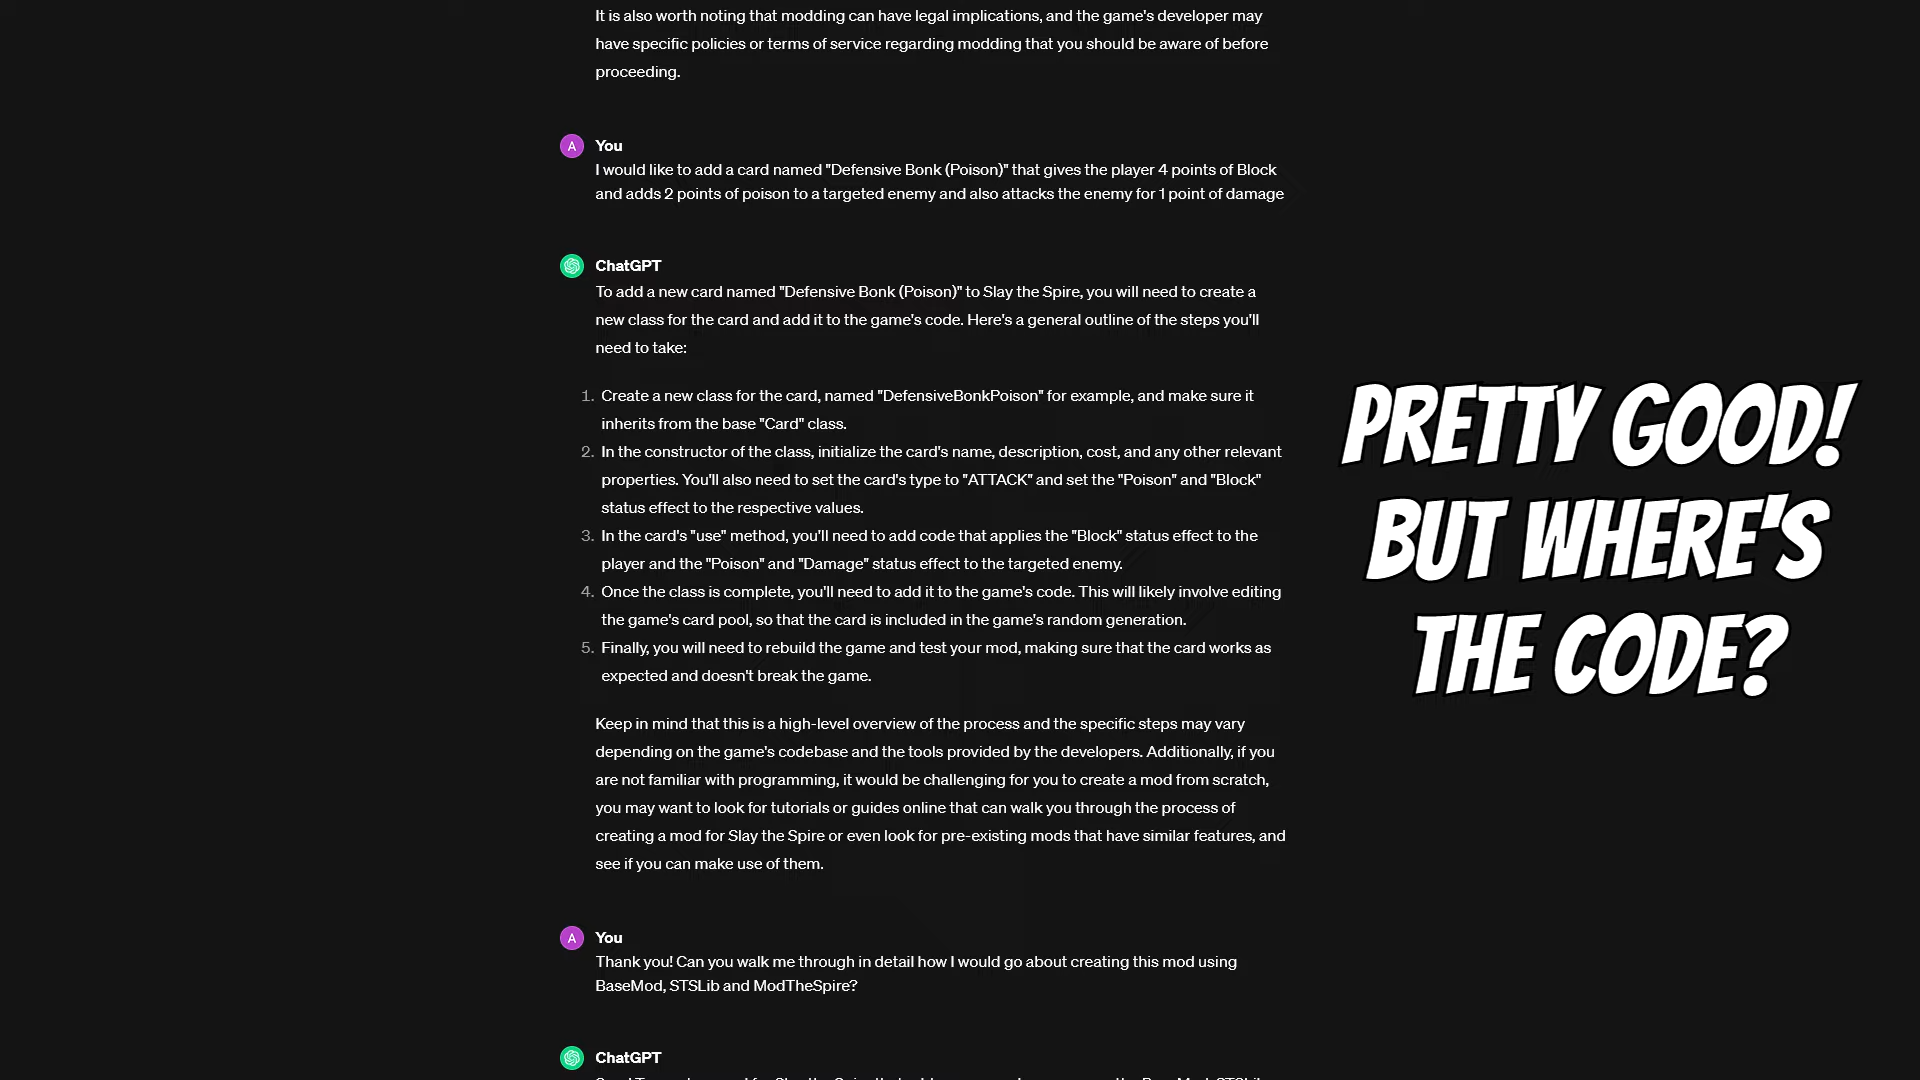 It is also worth noting that modding can have legal implications, and the game's developer may
have specific policies or terms of service regarding modding that you should be aware of before
proceeding.
A
You
I would like to add a card named "Defensive Bonk (Poison)" that gives the player 4 points of Block
and adds 2 points of poison to a targeted enemy and also attacks the enemy for 1 point of damage
ChatGPT
To add a new card named "Defensive Bonk (Poison)" to Slay the Spire, you will need to create a
new class for the card and add it to the game's code. Here's a general outline of the steps you'll
need to take:
1. Create a new class for the card, named "DefensiveBonkPoison" for example, and make sure it
inherits from the base "Card" class.
2. In the constructor of the class, initialize the card's name, description, cost, and any other relevant
properties. You'll also need to set the card's type to "ATTACK" and set the "Poison" and "Block"
status effect to the respective values.
3. In the card's "use" method, you'll need to add code that applies the "Block" status effect to the
player and the "Poison" and "Damage" status effect to the targeted enemy.
4. Once the class is complete, you'll need to add it to the game's code. This will likely involve editing
the game's card pool, so that the card is included in the game's random generation.
5. Finally, you will need to rebuild the game and test your mod, making sure that the card works as
expected and doesn't break the game.
Keep in mind that this is a high-level overview of the process and the specific steps may vary
depending on the game's codebase and the tools provided by the developers. Additionally, if you
are not familiar with programming, it would be challenging for you to create a mod from scratch,
you may want to look for tutorials or guides online that can walk you through the process of
creating a mod for Slay the Spire or even look for pre-existing mods that have similar features, and
see if you can make use of them.
A
You
Thank you! Can you walk me through in detail how I would go about creating this mod using
BaseMod, STSLib and ModTheSpire?
ChatGPT
PRETTY GOOD!
BUT WHERE'S
THE CODE?